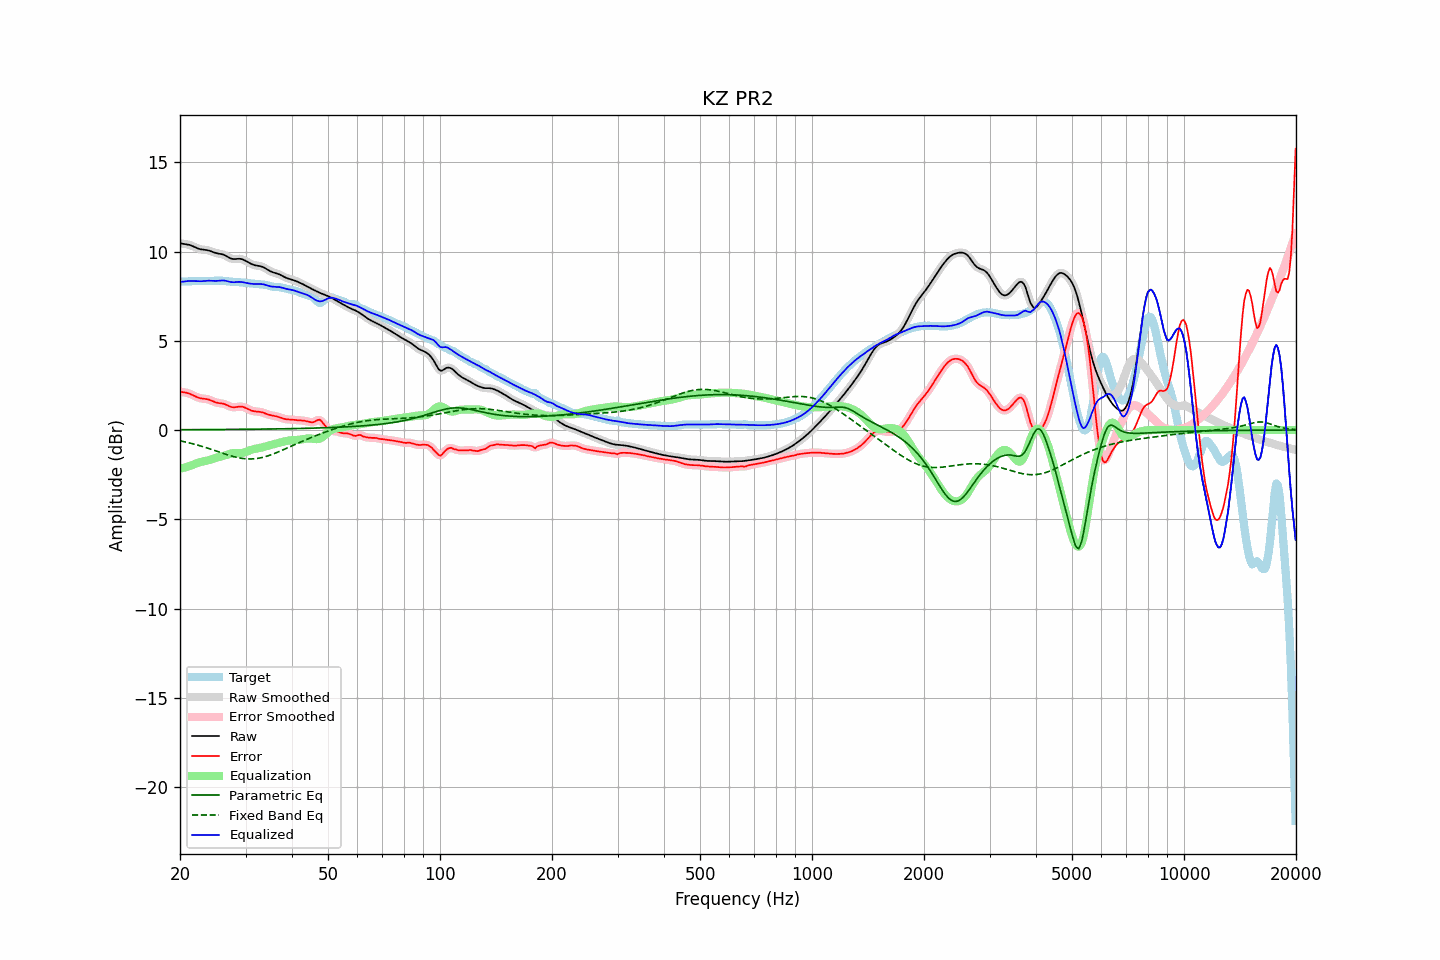 KZ PR2
Amplitude (dBr)
15
10
5
0
−5
−10
−15
−20
Target
Raw Smoothed
Error Smoothed
Raw
Error
Equalization
Parametric Eq
Fixed Band Eq
Equalized
20
50
100
200
500
1000
2000
5000
10000
20000
Frequency (Hz)